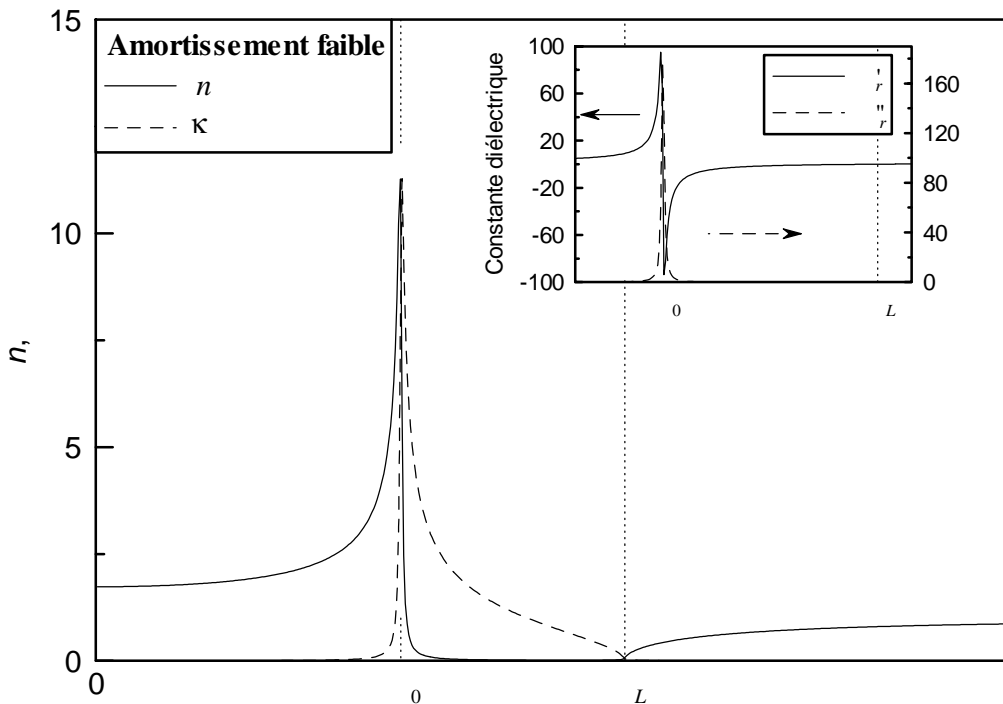 15
10
5
0
0
n,
Amortissement faible
n
κ
0
L
Constante diélectrique
100
60
20
-20
-60
-100
160
120
80
40
0
'
r
"
r
0
L